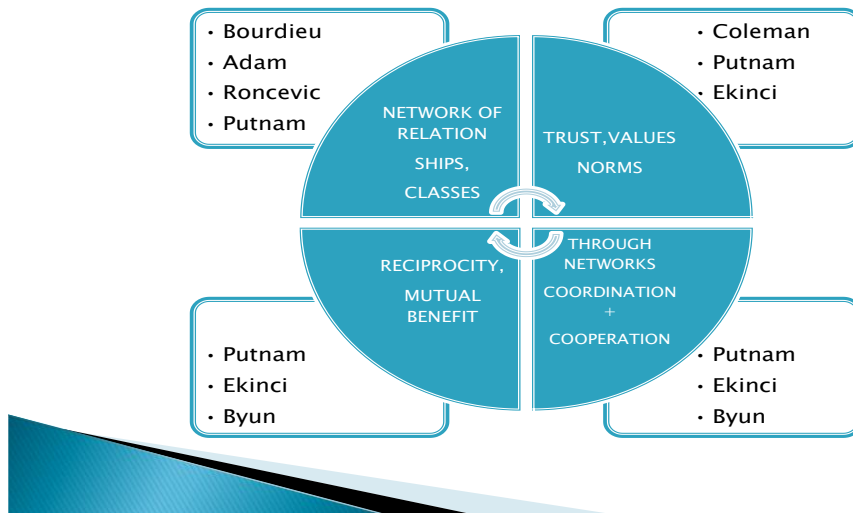 · Bourdieu
· Adam
· Roncevic
· Putnam
NETWORK OF
RELATION
SHIPS,
CLASSES
· Coleman
· Putnam
· Ekinci
TRUST,VALUES
NORMS
RECIPROCITY,
MUTUAL
BENEFIT
· Putnam
· Ekinci
· Byun
THROUGH
NETWORKS
COORDINATION
+
COOPERATION
· Putnam
· Ekinci
· Byun